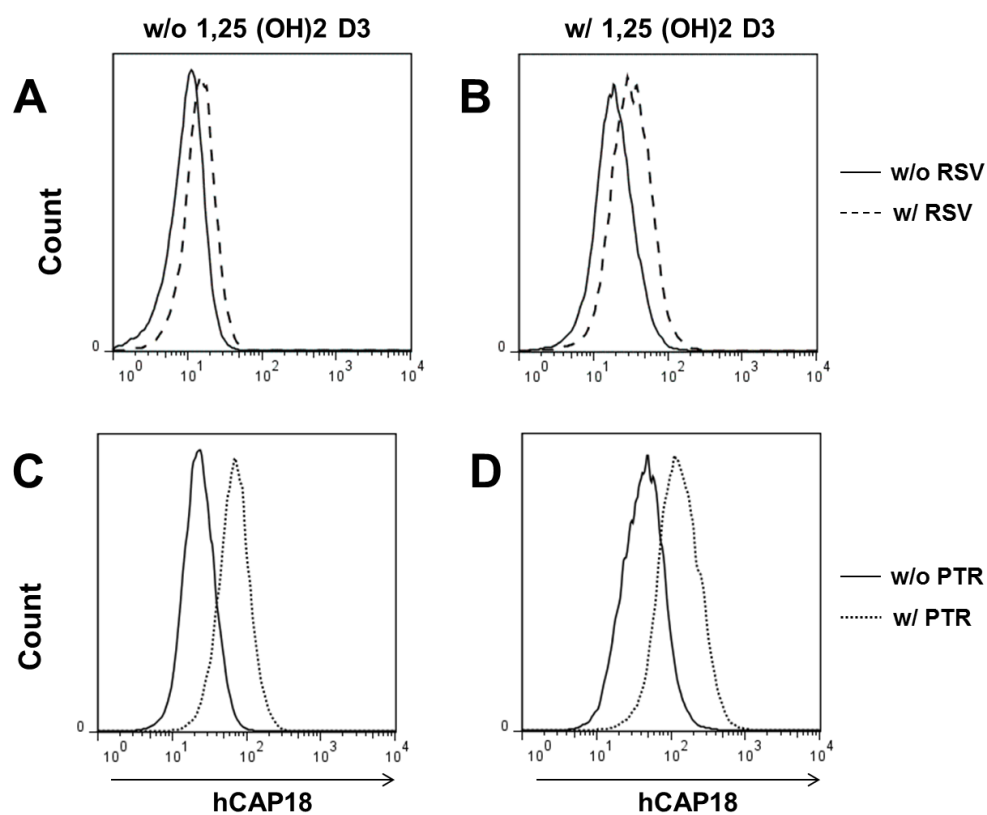 w/o 1,25 (OH)2 D3
w/ 1,25 (OH)2 D3
A
B
Count
0
10^0 10^1 10^2 10^3 10^4
0
10^0 10^1 10^2 10^3 10^4
w/o RSV
w/ RSV
C
D
Count
0
10^0 10^1 10^2 10^3 10^4
hCAP18
0
10^0 10^1 10^2 10^3 10^4
hCAP18
w/o PTR
w/ PTR